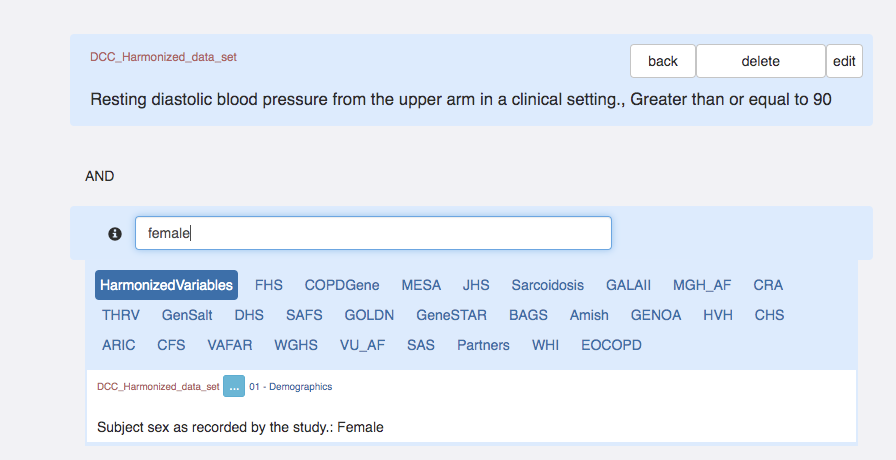 DCC_Harmonized_data_set
back delete edit
Resting diastolic blood pressure from the upper arm in a clinical setting., Greater than or equal to 90
AND
female
HarmonizedVariables FHS COPDGene MESA JHS Sarcoidosis GALAII MGH_AF CRA
THRV GenSalt DHS SAFS GOLDN GeneSTAR BAGS Amish GENOA HVH CHS
ARIC CFS VAFAR WGHS VU_AF SAS Partners WHI EOCOPD
DCC_Harmonized_data_set ... 01 - Demographics
Subject sex as recorded by the study.: Female